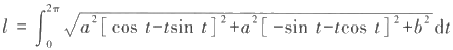 l = ∫₀^{2π} √(a²[cos t-tsin t]²+a²[-sin t-tcos t]²+b²) dt